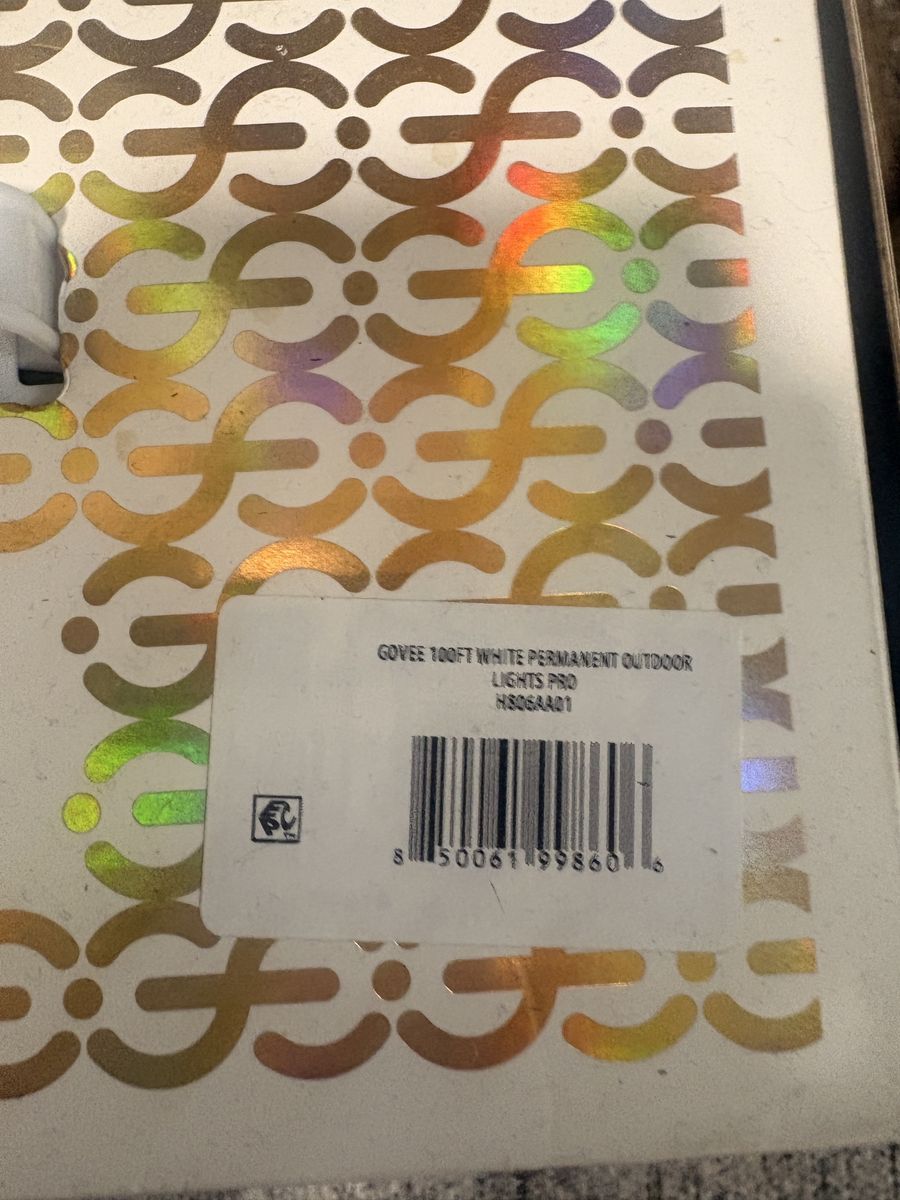 GOVEE 100FT WHITE PERMANENT OUTDOOR
LIGHTS PRO
H806AA01
8 50061 99860 6